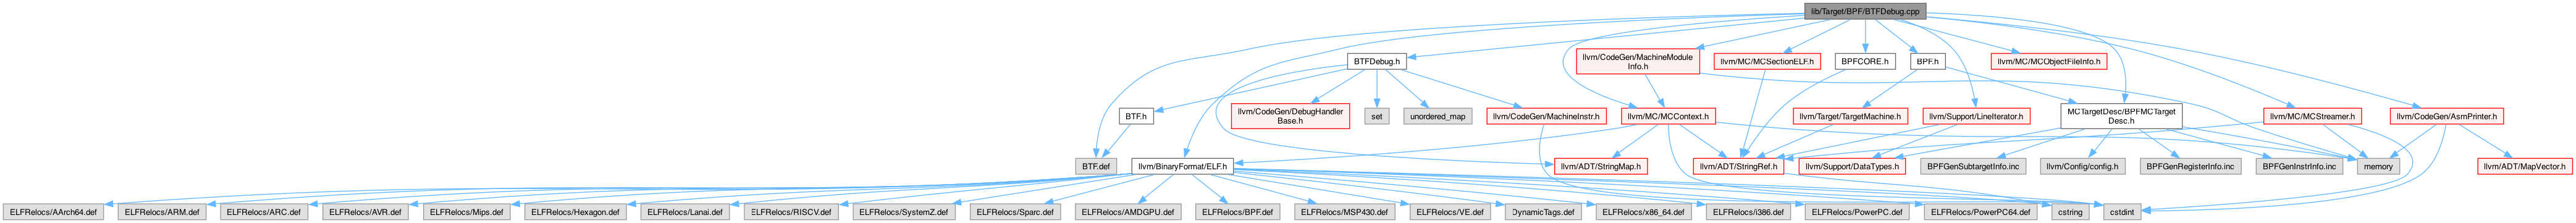 lib/Target/BPF/BTFDebug.cpp
BTFDebug.h
llvm/CodeGen/MachineModule
Info.h
llvm/MC/MCSectionELF.h
BPFCORE.h
BPF.h
llvm/MC/MCObjectFileInfo.h
BTF.h
llvm/CodeGen/DebugHandler
Base.h
set
unordered_map
llvm/CodeGen/MachineInstr.h
llvm/MC/MCContext.h
llvm/Target/TargetMachine.h
llvm/Support/LineIterator.h
MCTargetDesc/BPFMCTarget
Desc.h
llvm/MC/MCStreamer.h
llvm/CodeGen/AsmPrinter.h
BTF.def
llvm/BinaryFormat/ELF.h
llvm/ADT/StringMap.h
llvm/ADT/StringRef.h
llvm/Support/DataTypes.h
BPFGenSubtargetInfo.inc
llvm/Config/config.h
BPFGenRegisterInfo.inc
BPFGenInstrInfo.inc
memory
llvm/ADT/MapVector.h
ELFRelocs/AArch64.def
ELFRelocs/ARM.def
ELFRelocs/ARC.def
ELFRelocs/AVR.def
ELFRelocs/Mips.def
ELFRelocs/Hexagon.def
ELFRelocs/Lanai.def
ELFRelocs/RISCV.def
ELFRelocs/SystemZ.def
ELFRelocs/Sparc.def
ELFRelocs/AMDGPU.def
ELFRelocs/BPF.def
ELFRelocs/MSP430.def
ELFRelocs/VE.def
DynamicTags.def
ELFRelocs/x86_64.def
ELFRelocs/i386.def
ELFRelocs/PowerPC.def
ELFRelocs/PowerPC64.def
cstring
cstdint